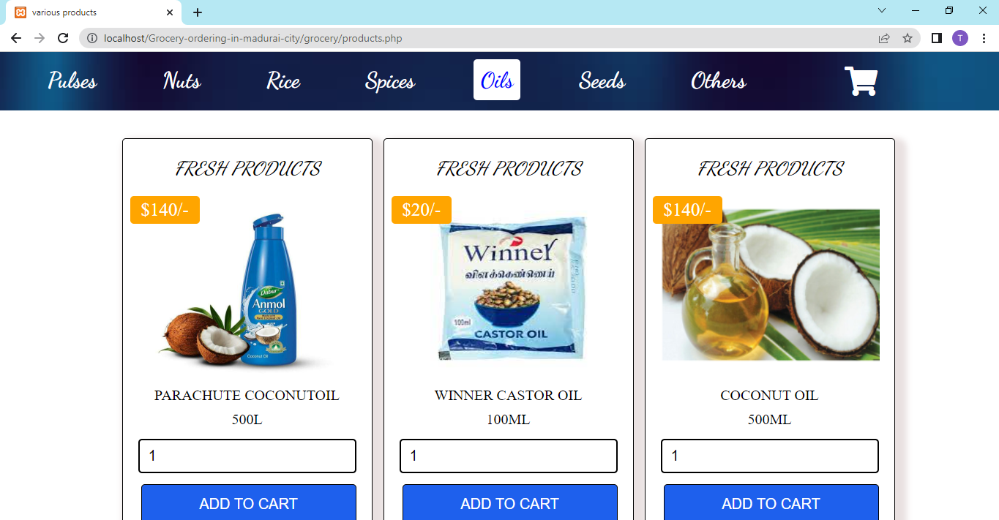 various products
localhost/Grocery-ordering-in-madurai-city/grocery/products.php
T
Pulses Nuts Rice Spices Oils Seeds Others
FRESH PRODUCTS
$140/-
Dabur
Anmol
GOLD
Coconut Oil
PARACHUTE COCONUTOIL
500L
1
ADD TO CART
FRESH PRODUCTS
$20/-
Winner
விளக்கெண்ணெய்
100ml
CASTOR OIL
WINNER CASTOR OIL
100ML
1
ADD TO CART
FRESH PRODUCTS
$140/-
COCONUT OIL
500ML
1
ADD TO CART